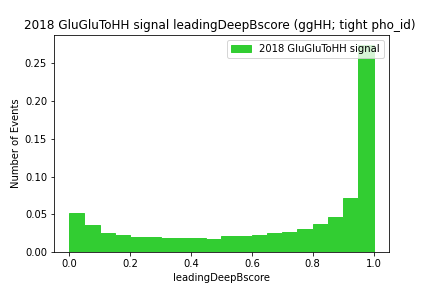 2018 GluGluToHH signal leadingDeepBscore (ggHH; tight pho_id)
2018 GluGluToHH signal
Number of Events
0.25
0.20
0.15
0.10
0.05
0.00
0.0 0.2 0.4 0.6 0.8 1.0
leadingDeepBscore